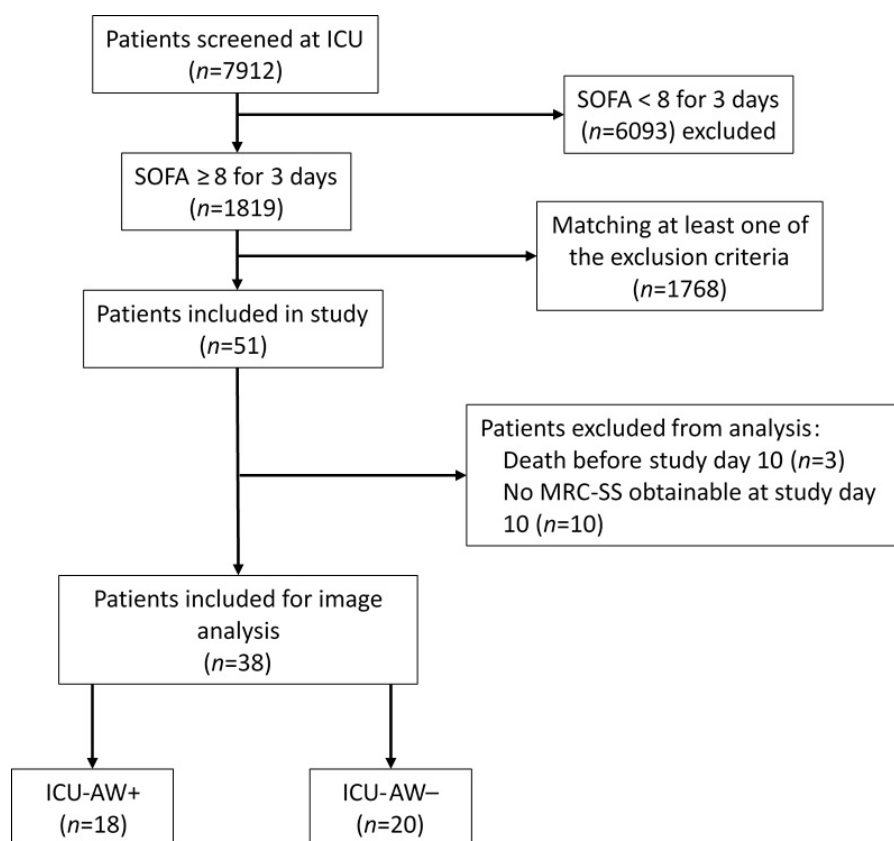 Patients screened at ICU
(n=7912)
SOFA < 8 for 3 days
(n=6093) excluded
SOFA ≥ 8 for 3 days
(n=1819)
Matching at least one of
the exclusion criteria
(n=1768)
Patients included in study
(n=51)
Patients excluded from analysis:
Death before study day 10 (n=3)
No MRC-SS obtainable at study day
10 (n=10)
Patients included for image
analysis
(n=38)
ICU-AW+
(n=18)
ICU-AW–
(n=20)